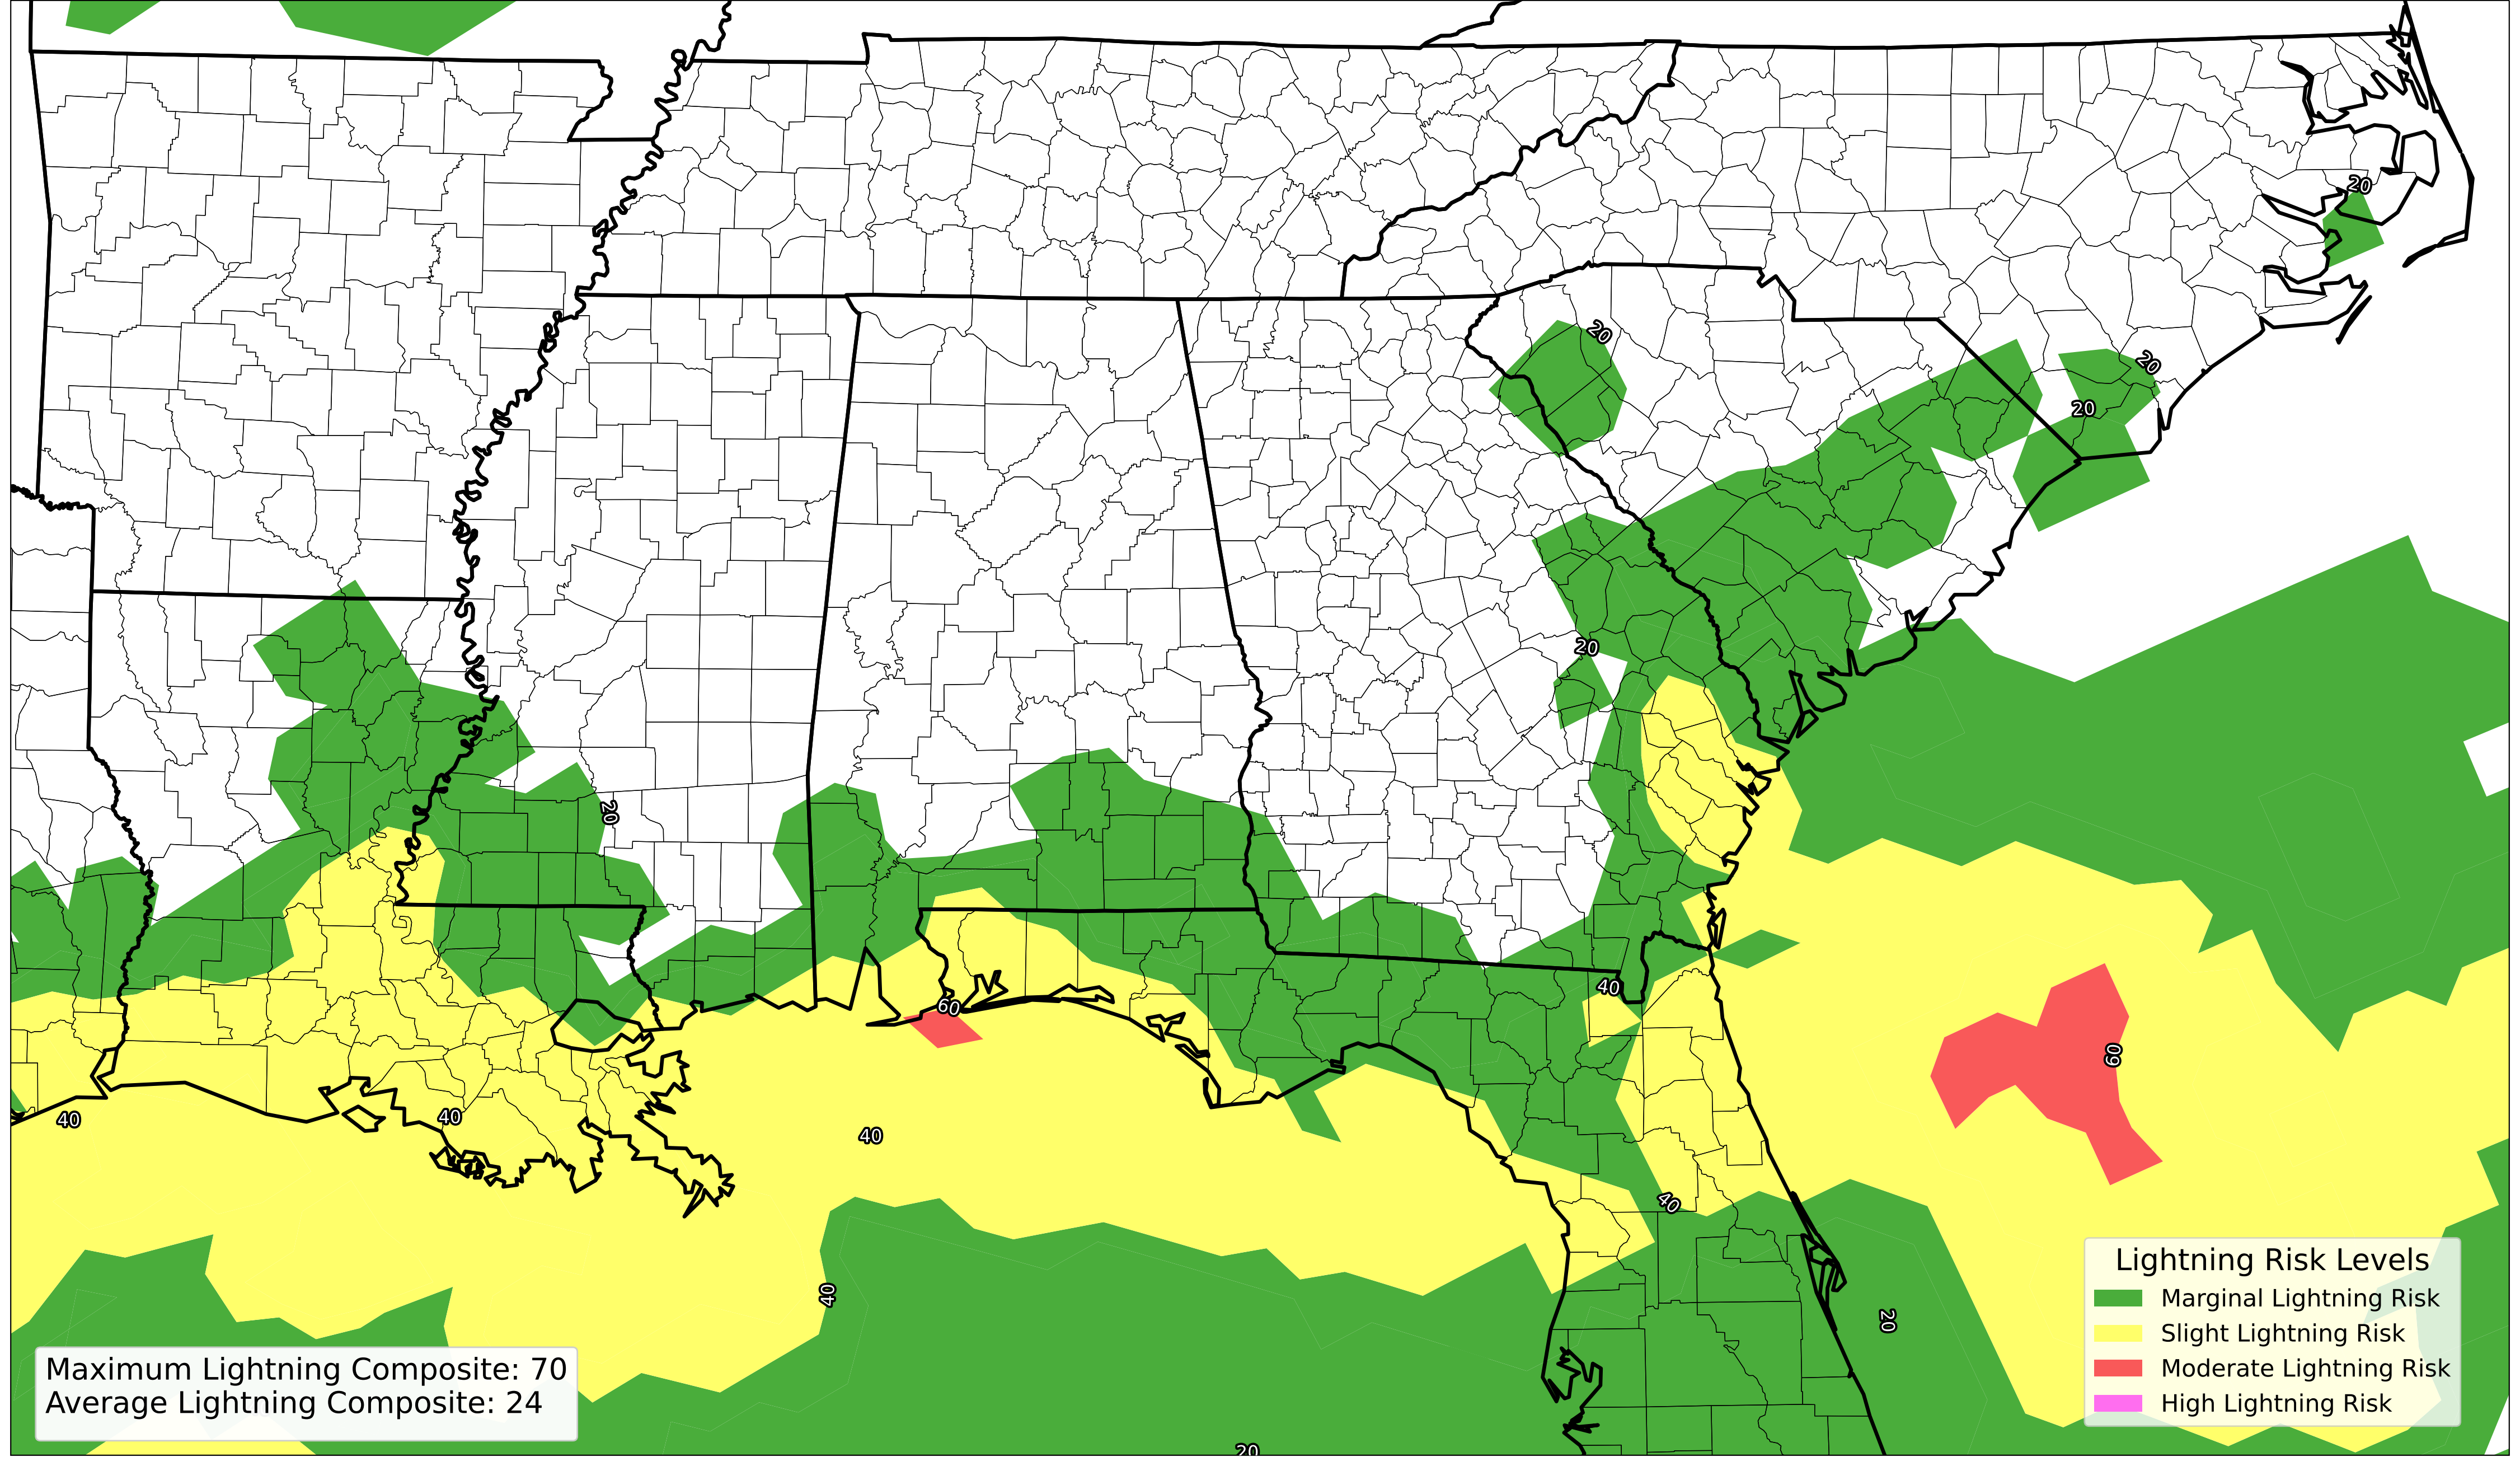 20
20
20
20
20
20
40
60
60
40
40
40
40
40
20
20
Lightning Risk Levels
Marginal Lightning Risk
Slight Lightning Risk
Moderate Lightning Risk
High Lightning Risk
Maximum Lightning Composite: 70
Average Lightning Composite: 24